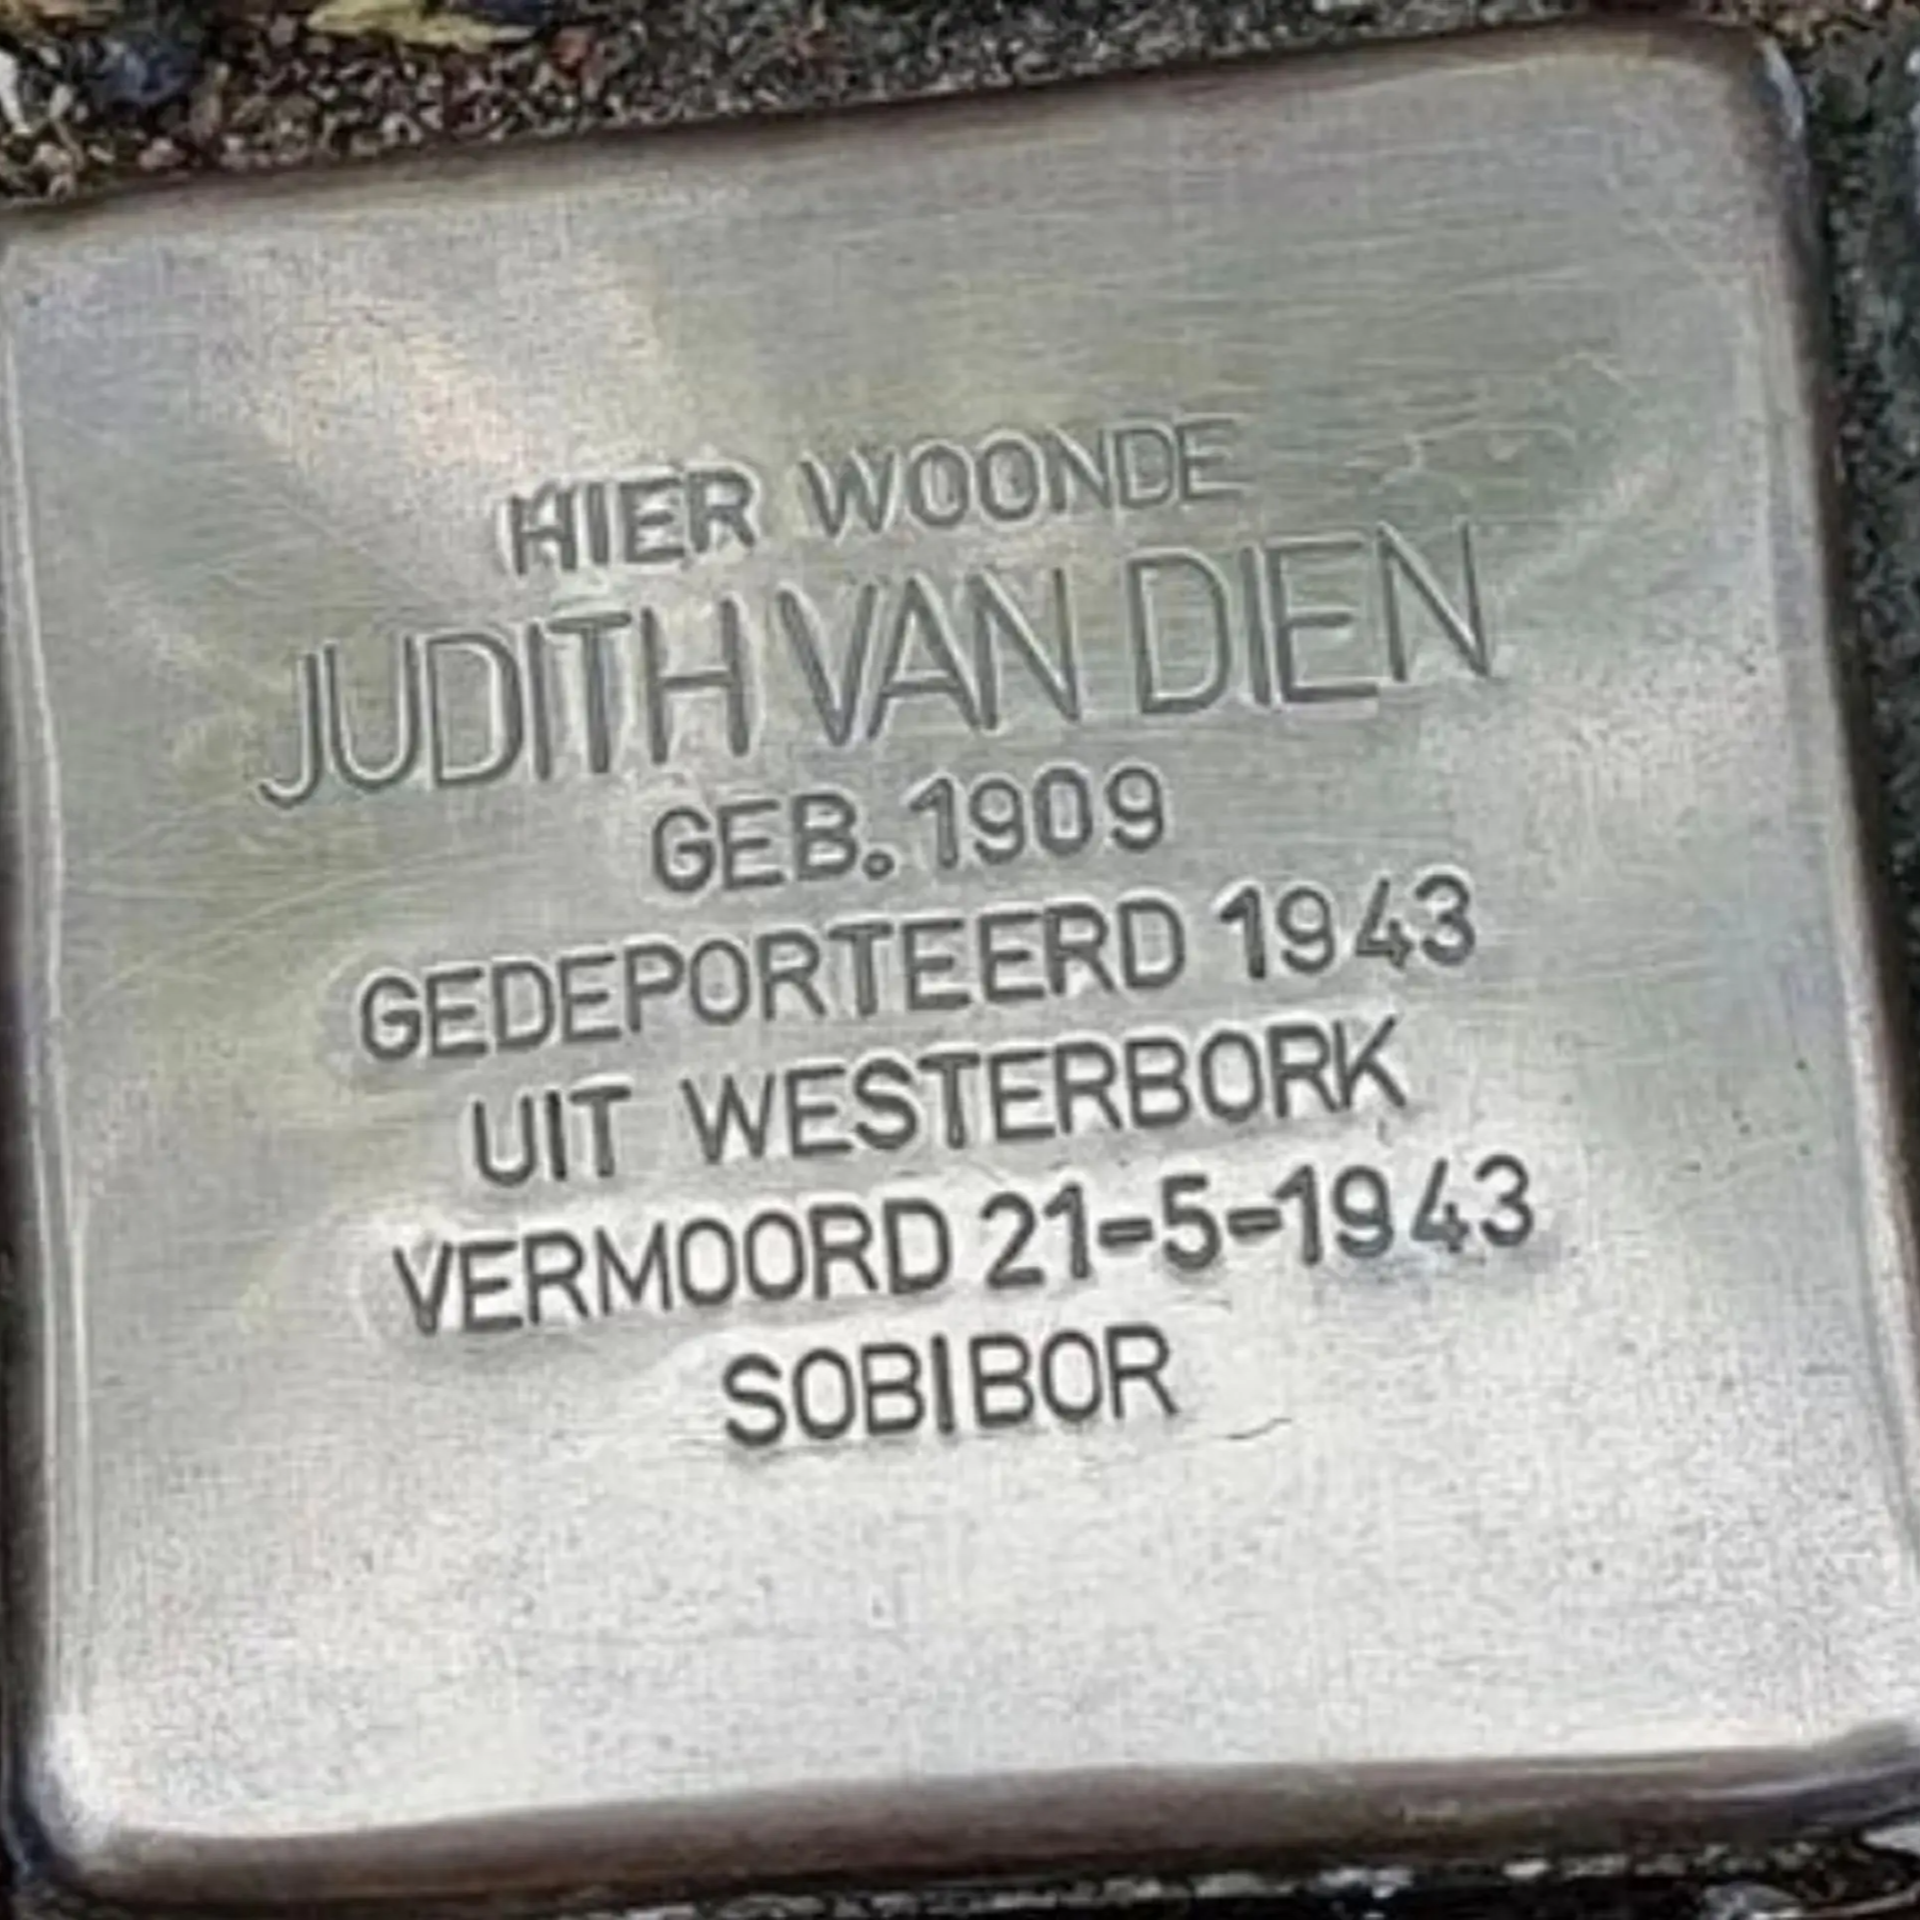 HIER WOONDE
JUDITH VAN DIEN
GEB. 1909
GEDEPORTEERD 1943
UIT WESTERBORK
VERMOORD 21-5-1943
SOBIBOR